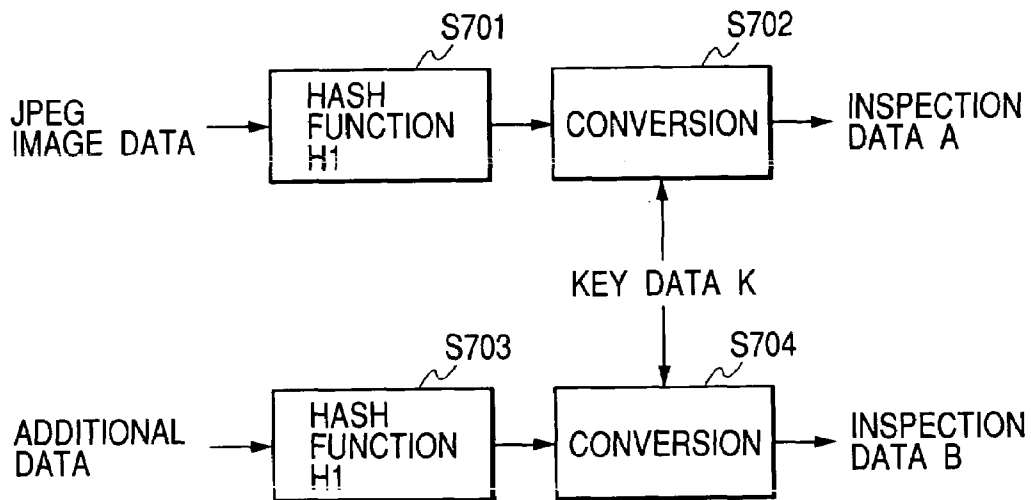 S701
S702
JPEG
IMAGE DATA
HASH
FUNCTION
H1
CONVERSION
INSPECTION
DATA A
KEY DATA K
S703
S704
ADDITIONAL
DATA
HASH
FUNCTION
H1
CONVERSION
INSPECTION
DATA B